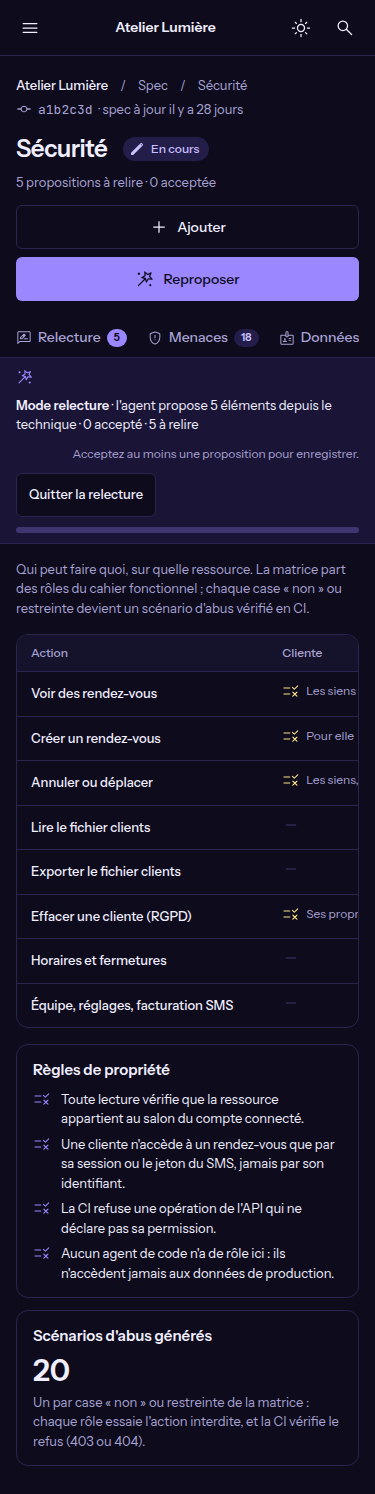 Atelier Lumière
Atelier Lumière / Spec / Sécurité
a1b2c3d · spec à jour il y a 28 jours
Sécurité
En cours
5 propositions à relire · 0 acceptée
Ajouter
Reproposer
Relecture 5 Menaces 18 Données
Mode relecture · l'agent propose 5 éléments depuis le
technique · 0 accepté · 5 à relire
Acceptez au moins une proposition pour enregistrer.
Quitter la relecture
Qui peut faire quoi, sur quelle ressource. La matrice part
des rôles du cahier fonctionnel ; chaque case « non » ou
restreinte devient un scénario d'abus vérifié en CI.
Action Cliente
Voir des rendez-vous Les siens
Créer un rendez-vous Pour elle
Annuler ou déplacer Les siens,
Lire le fichier clients —
Exporter le fichier clients —
Effacer une cliente (RGPD) Ses propr
Horaires et fermetures —
Équipe, réglages, facturation SMS —
Règles de propriété
Toute lecture vérifie que la ressource
appartient au salon du compte connecté.
Une cliente n'accède à un rendez-vous que par
sa session ou le jeton du SMS, jamais par son
identifiant.
La CI refuse une opération de l'API qui ne
déclare pas sa permission.
Aucun agent de code n'a de rôle ici : ils
n'accèdent jamais aux données de production.
Scénarios d'abus générés
20
Un par case « non » ou restreinte de la matrice :
chaque rôle essaie l'action interdite, et la CI vérifie le
refus (403 ou 404).